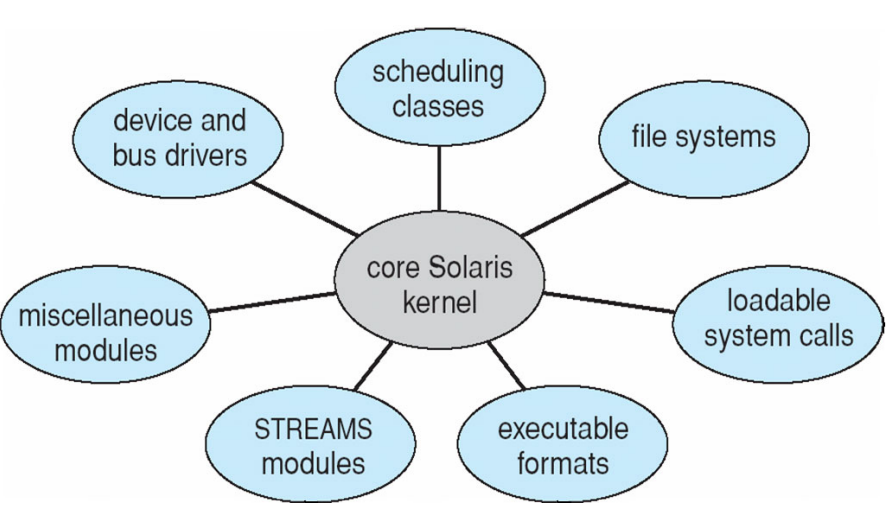 scheduling
classes
device and
bus drivers
file systems
core Solaris
kernel
miscellaneous
modules
loadable
system calls
STREAMS
modules
executable
formats